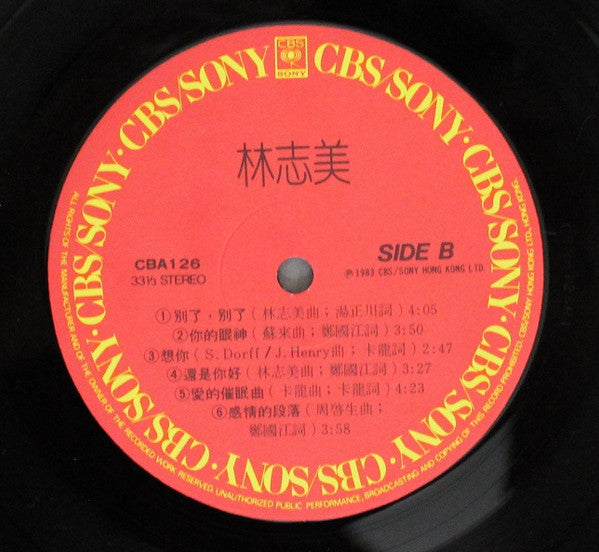 CBS/SONY · CBS/SONY · CBS/SONY · CBS/SONY · CBS/SONY · CBS/SONY · CBS/SONY · CBS/SONY
CBS
SONY
林志美
CBA126
33⅓ STEREO
SIDE B
℗1983 CBS/SONY HONG KONG LTD.
①別了·別了(林志美曲；湯正川詞)4:05
②你的眼神(蘇來曲；鄭國江詞)3:50
③想你(S. Dorff/J. Henry曲；卡龍詞)2:47
④還是你好(林志美曲；鄭國江詞)3:27
⑤愛的催眠曲(卡龍曲；卡龍詞)4:23
⑥感情的段落(周啓生曲；
鄭國江詞)3:58
ALL RIGHTS OF THE MANUFACTURER AND OF THE OWNER OF THE RECORDED WORK RESERVED. UNAUTHORIZED PUBLIC PERFORMANCE, BROADCASTING AND COPYING OF THIS RECORD PROHIBITED. CBS/SONY HONG KONG LTD., HONG KONG.